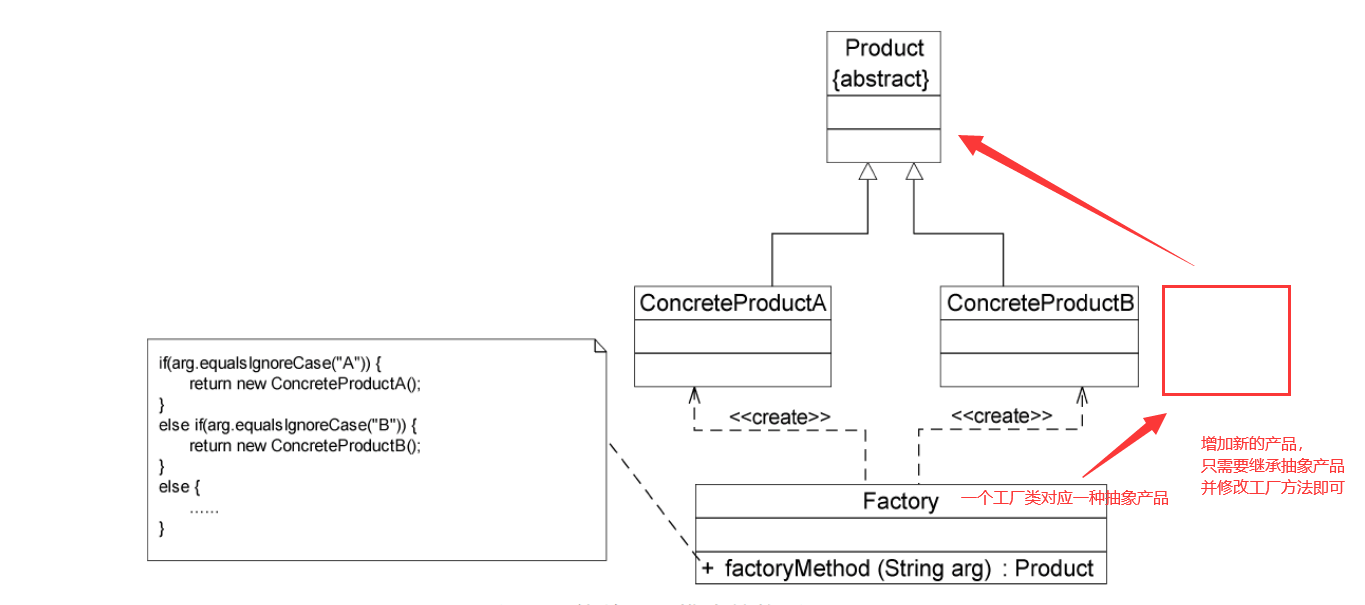 Product
{abstract}
ConcreteProductA
ConcreteProductB
if(arg.equalsIgnoreCase("A")) {
return new ConcreteProductA();
}
else if(arg.equalsIgnoreCase("B")) {
return new ConcreteProductB();
}
else {
……
}
<<create>>
<<create>>
增加新的产品，
只需要继承抽象产品
并修改工厂方法即可
Factory
一个工厂类对应一种抽象产品
+ factoryMethod (String arg) : Product